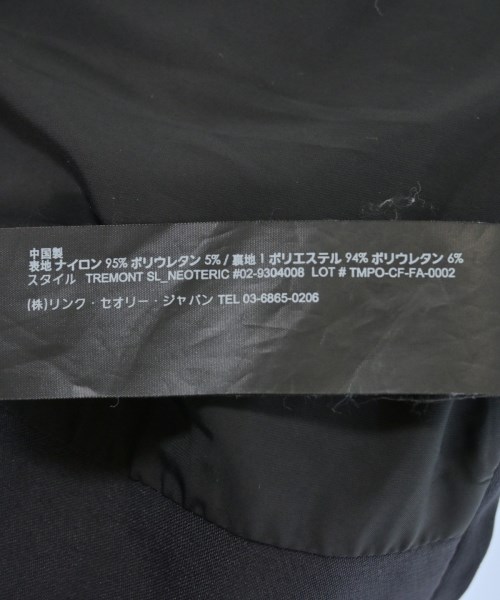 中国製
表地 ナイロン 95% ポリウレタン 5% / 裏地 1 ポリエステル 94% ポリウレタン 6%
スタイル TREMONT SL_NEOTERIC #02-9304008 LOT # TMPO-CF-FA-0002
(株)リンク・セオリー・ジャパン TEL 03-6865-0206